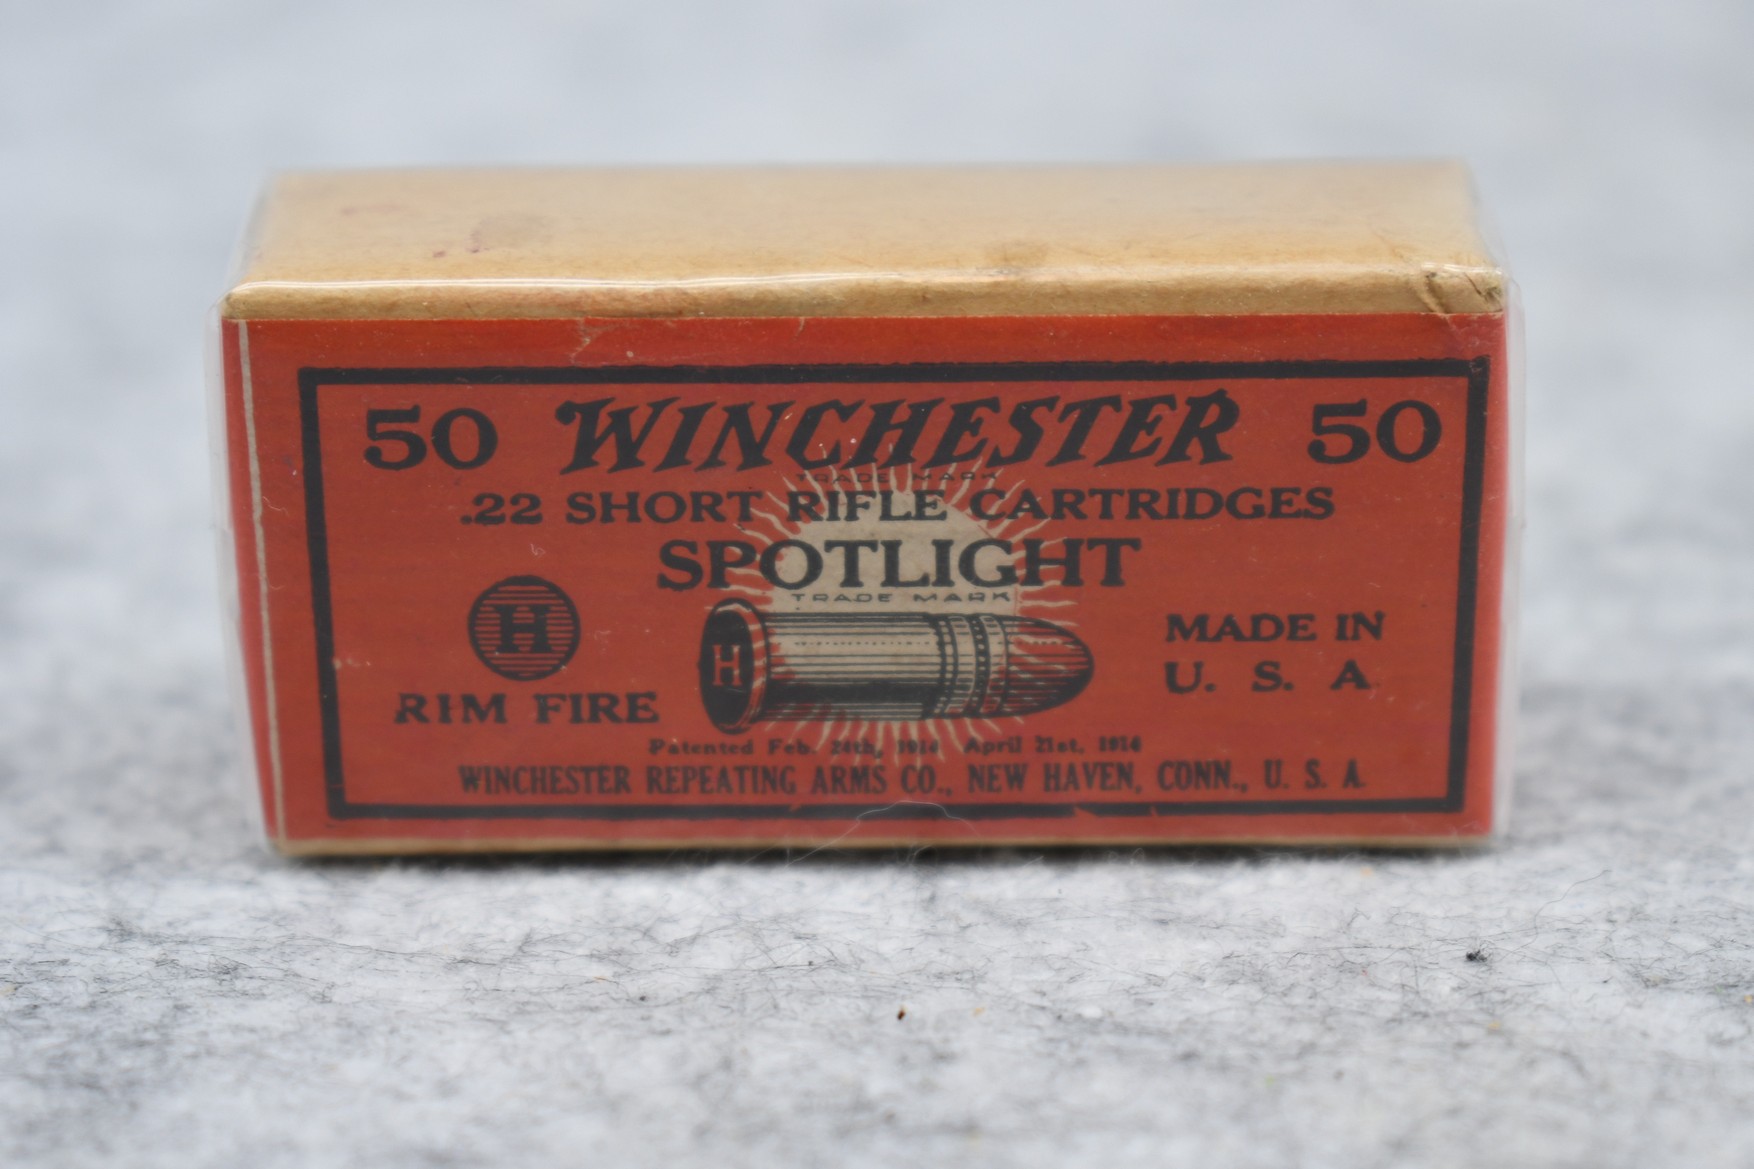 50 WINCHESTER 50
TRADE MARK
.22 SHORT RIFLE CARTRIDGES
SPOTLIGHT
TRADE MARK
H
H
RIM FIRE
MADE IN
U. S. A.
Patented Feb. 24th, 1914 April 21st, 1914
WINCHESTER REPEATING ARMS CO., NEW HAVEN, CONN., U. S. A.